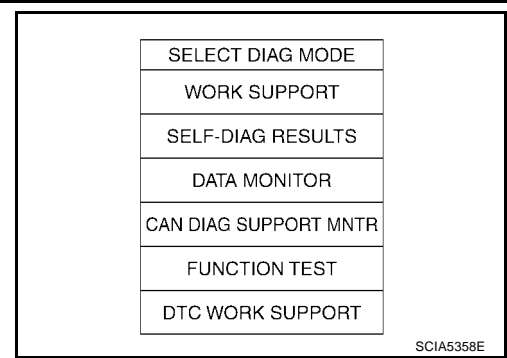 SELECT DIAG MODE
WORK SUPPORT
SELF-DIAG RESULTS
DATA MONITOR
CAN DIAG SUPPORT MNTR
FUNCTION TEST
DTC WORK SUPPORT
SCIA5358E